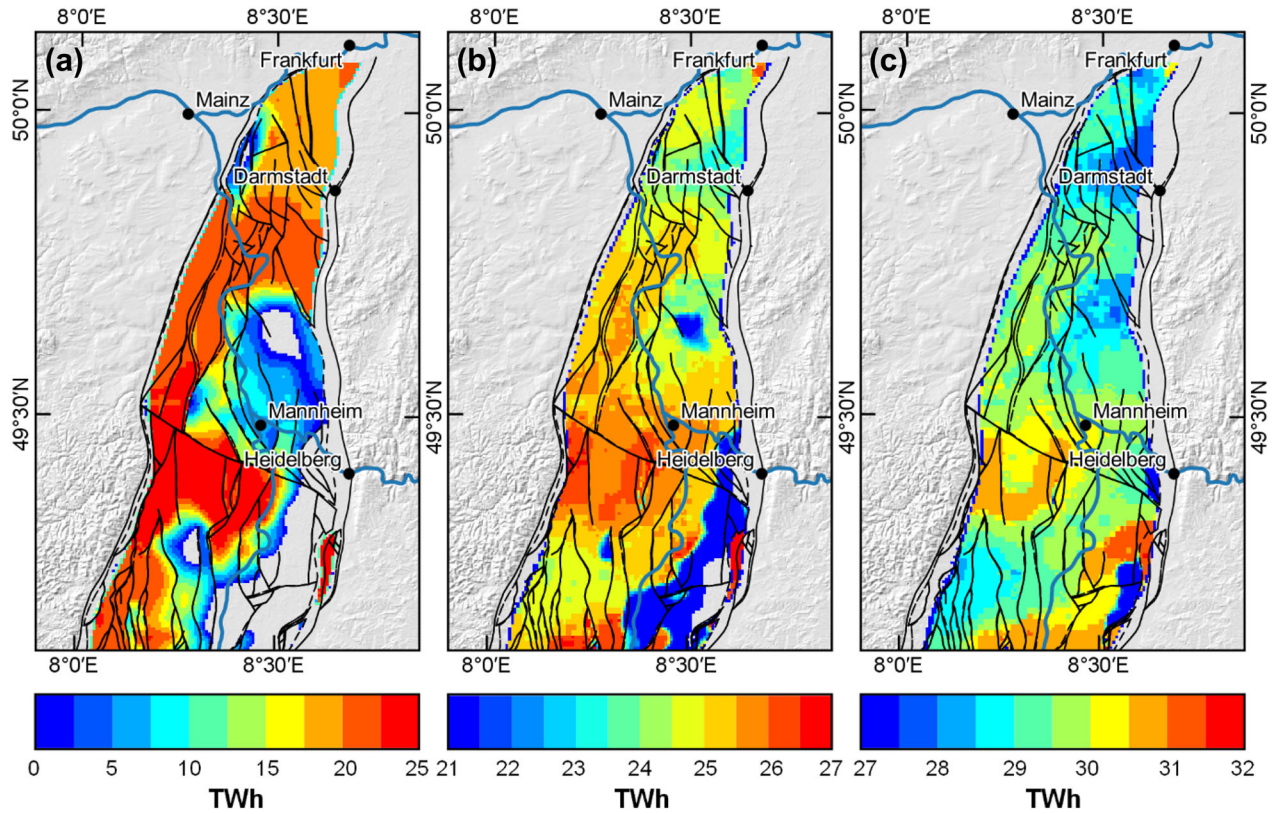 8°0'E 8°30'E 8°0'E 8°30'E 8°0'E 8°30'E
(a) (b) (c)
Frankfurt Frankfurt Frankfurt
Mainz Mainz Mainz
50°0'N 50°0'N 50°0'N 50°0'N
Darmstadt Darmstadt Darmstadt
49°30'N 49°30'N 49°30'N 49°30'N
Mannheim Mannheim Mannheim
Heidelberg Heidelberg Heidelberg
8°0'E 8°30'E 8°0'E 8°30'E 8°0'E 8°30'E
0 5 10 15 20 25 21 22 23 24 25 26 27 27 28 29 30 31 32
TWh TWh TWh